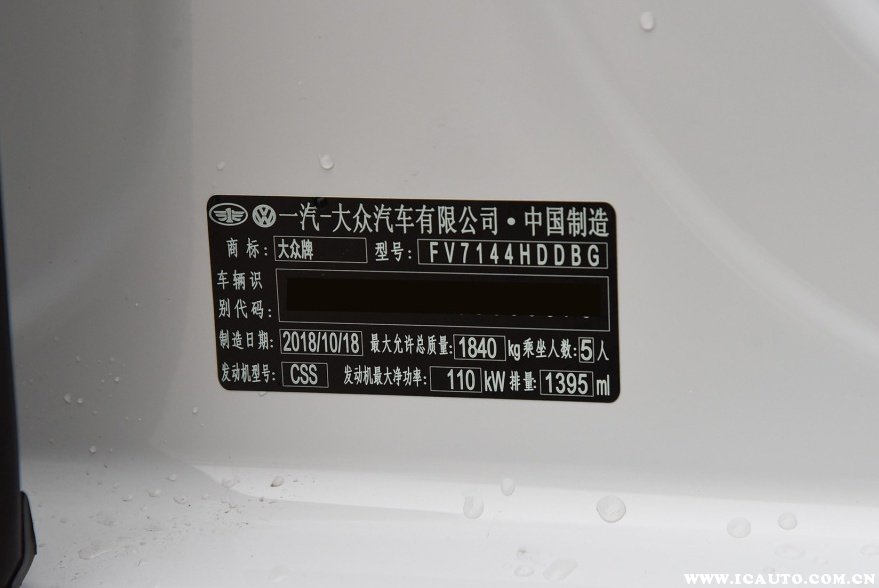 一汽-大众汽车有限公司·中国制造
商标: 大众牌 型号: FV7144HDDBG
车辆识
别代码:
制造日期: 2018/10/18 最大允许总质量: 1840 kg 乘坐人数: 5 人
发动机型号: CSS 发动机最大净功率: 110 kW 排量: 1395 ml
WWW.ICAUTO.COM.CN